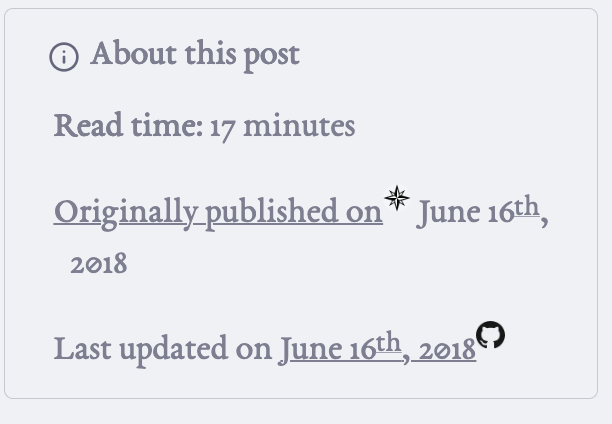 About this post
Read time: 17 minutes
Originally published on June 16th,
2018
Last updated on June 16th, 2018